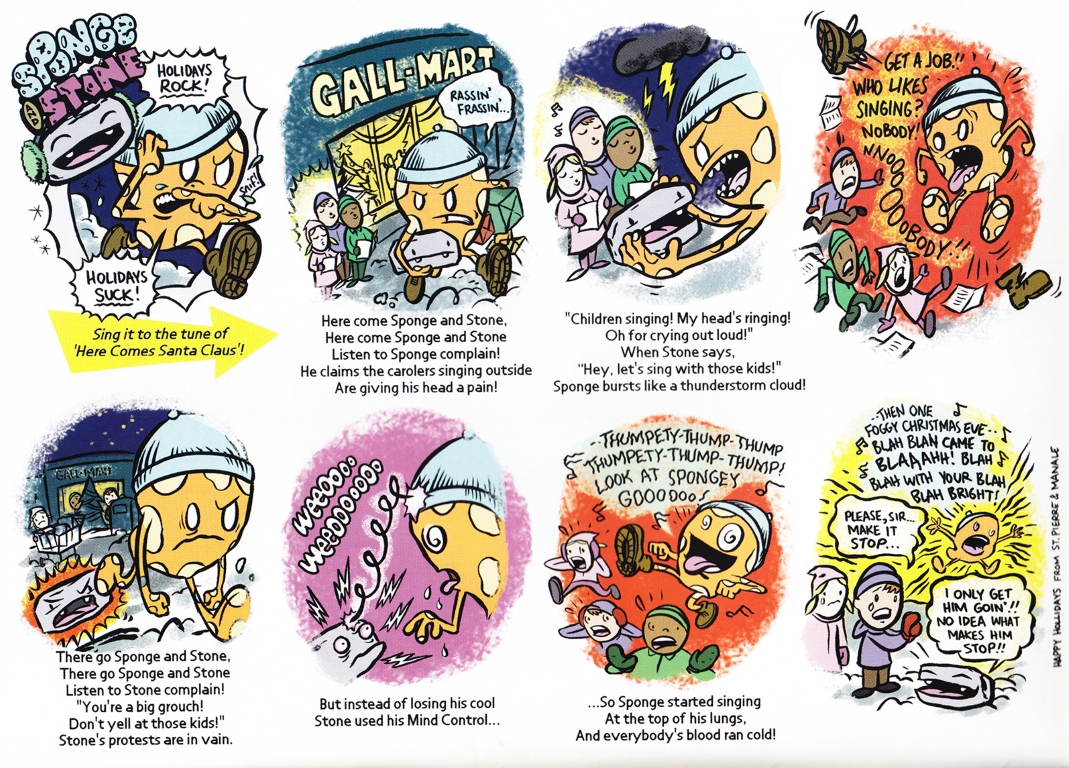 SPONGE
AND
STONE
HOLIDAYS
ROCK!
SNIF!
HOLIDAYS
SUCK!
Sing it to the tune of
'Here Comes Santa Claus'!
GALL-MART
RASSIN'
FRASSIN'...
Here come Sponge and Stone,
Here come Sponge and Stone
Listen to Sponge complain!
He claims the carolers singing outside
Are giving his head a pain!
"Children singing! My head's ringing!
Oh for crying out loud!"
When Stone says,
"Hey, let's sing with those kids!"
Sponge bursts like a thunderstorm cloud!
GET A JOB!!
WHO LIKES
SINGING?
NOBODY!
NNOOOOOOOOBODY!!
GALL-MART
There go Sponge and Stone,
There go Sponge and Stone
Listen to Stone complain!
"You're a big grouch!
Don't yell at those kids!"
Stone's protests are in vain.
WEEOOOOO
WEEOOOOOOO
But instead of losing his cool
Stone used his Mind Control...
THUMPETY-THUMP-THUMP
THUMPETY-THUMP-THUMP!
LOOK AT SPONGEY
GOOOOOO
...So Sponge started singing
At the top of his lungs,
And everybody's blood ran cold!
-THEN ONE
FOGGY CHRISTMAS EVE--
BLAH BLAN CAME TO
BLAAAHH! BLAH
BLAH WITH YOUR BLAH
BLAH BRIGHT!
PLEASE, SIR...
MAKE IT
STOP...
I ONLY GET
HIM GOIN'!!
NO IDEA WHAT
MAKES HIM
STOP!!
HAPPY HOLIDAYS FROM ST. PIERRE & MANALE